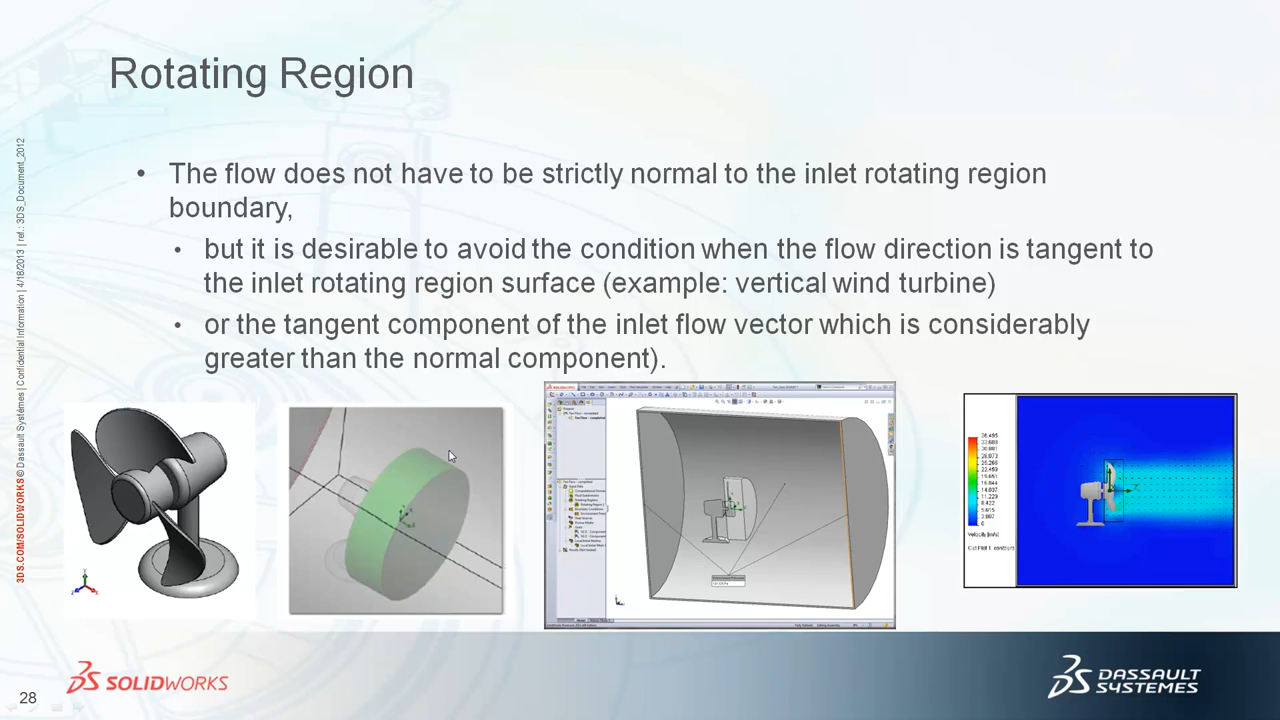 Rotating Region
• The flow does not have to be strictly normal to the inlet rotating region
boundary,
• but it is desirable to avoid the condition when the flow direction is tangent to
the inlet rotating region surface (example: vertical wind turbine)
• or the tangent component of the inlet flow vector which is considerably
greater than the normal component).
3DS.COM/SOLIDWORKS © Dassault Systèmes | Confidential Information | 4/18/2013 | ref.: 3DS_Document_2012
SOLIDWORKS
Velocity [m/s]
28
SOLIDWORKS
DASSAULT
SYSTEMES